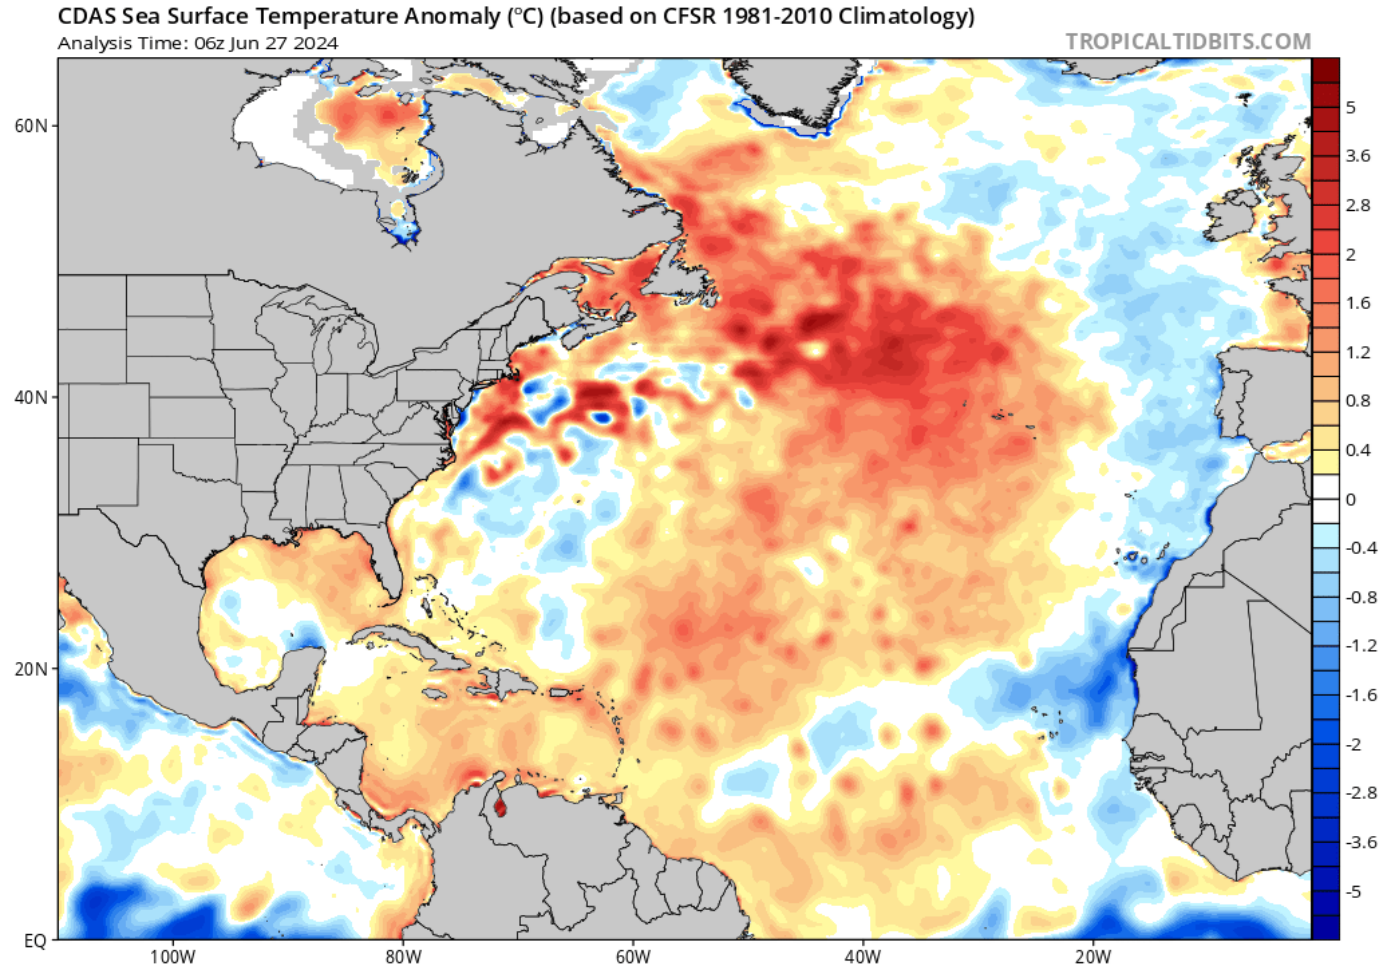 CDAS Sea Surface Temperature Anomaly (°C) (based on CFSR 1981-2010 Climatology)
Analysis Time: 06z Jun 27 2024
TROPICALTIDBITS.COM
60N
40N
20N
EQ
100W
80W
60W
40W
20W
5
3.6
2.8
2
1.6
1.2
0.8
0.4
0
-0.4
-0.8
-1.2
-1.6
-2
-2.8
-3.6
-5